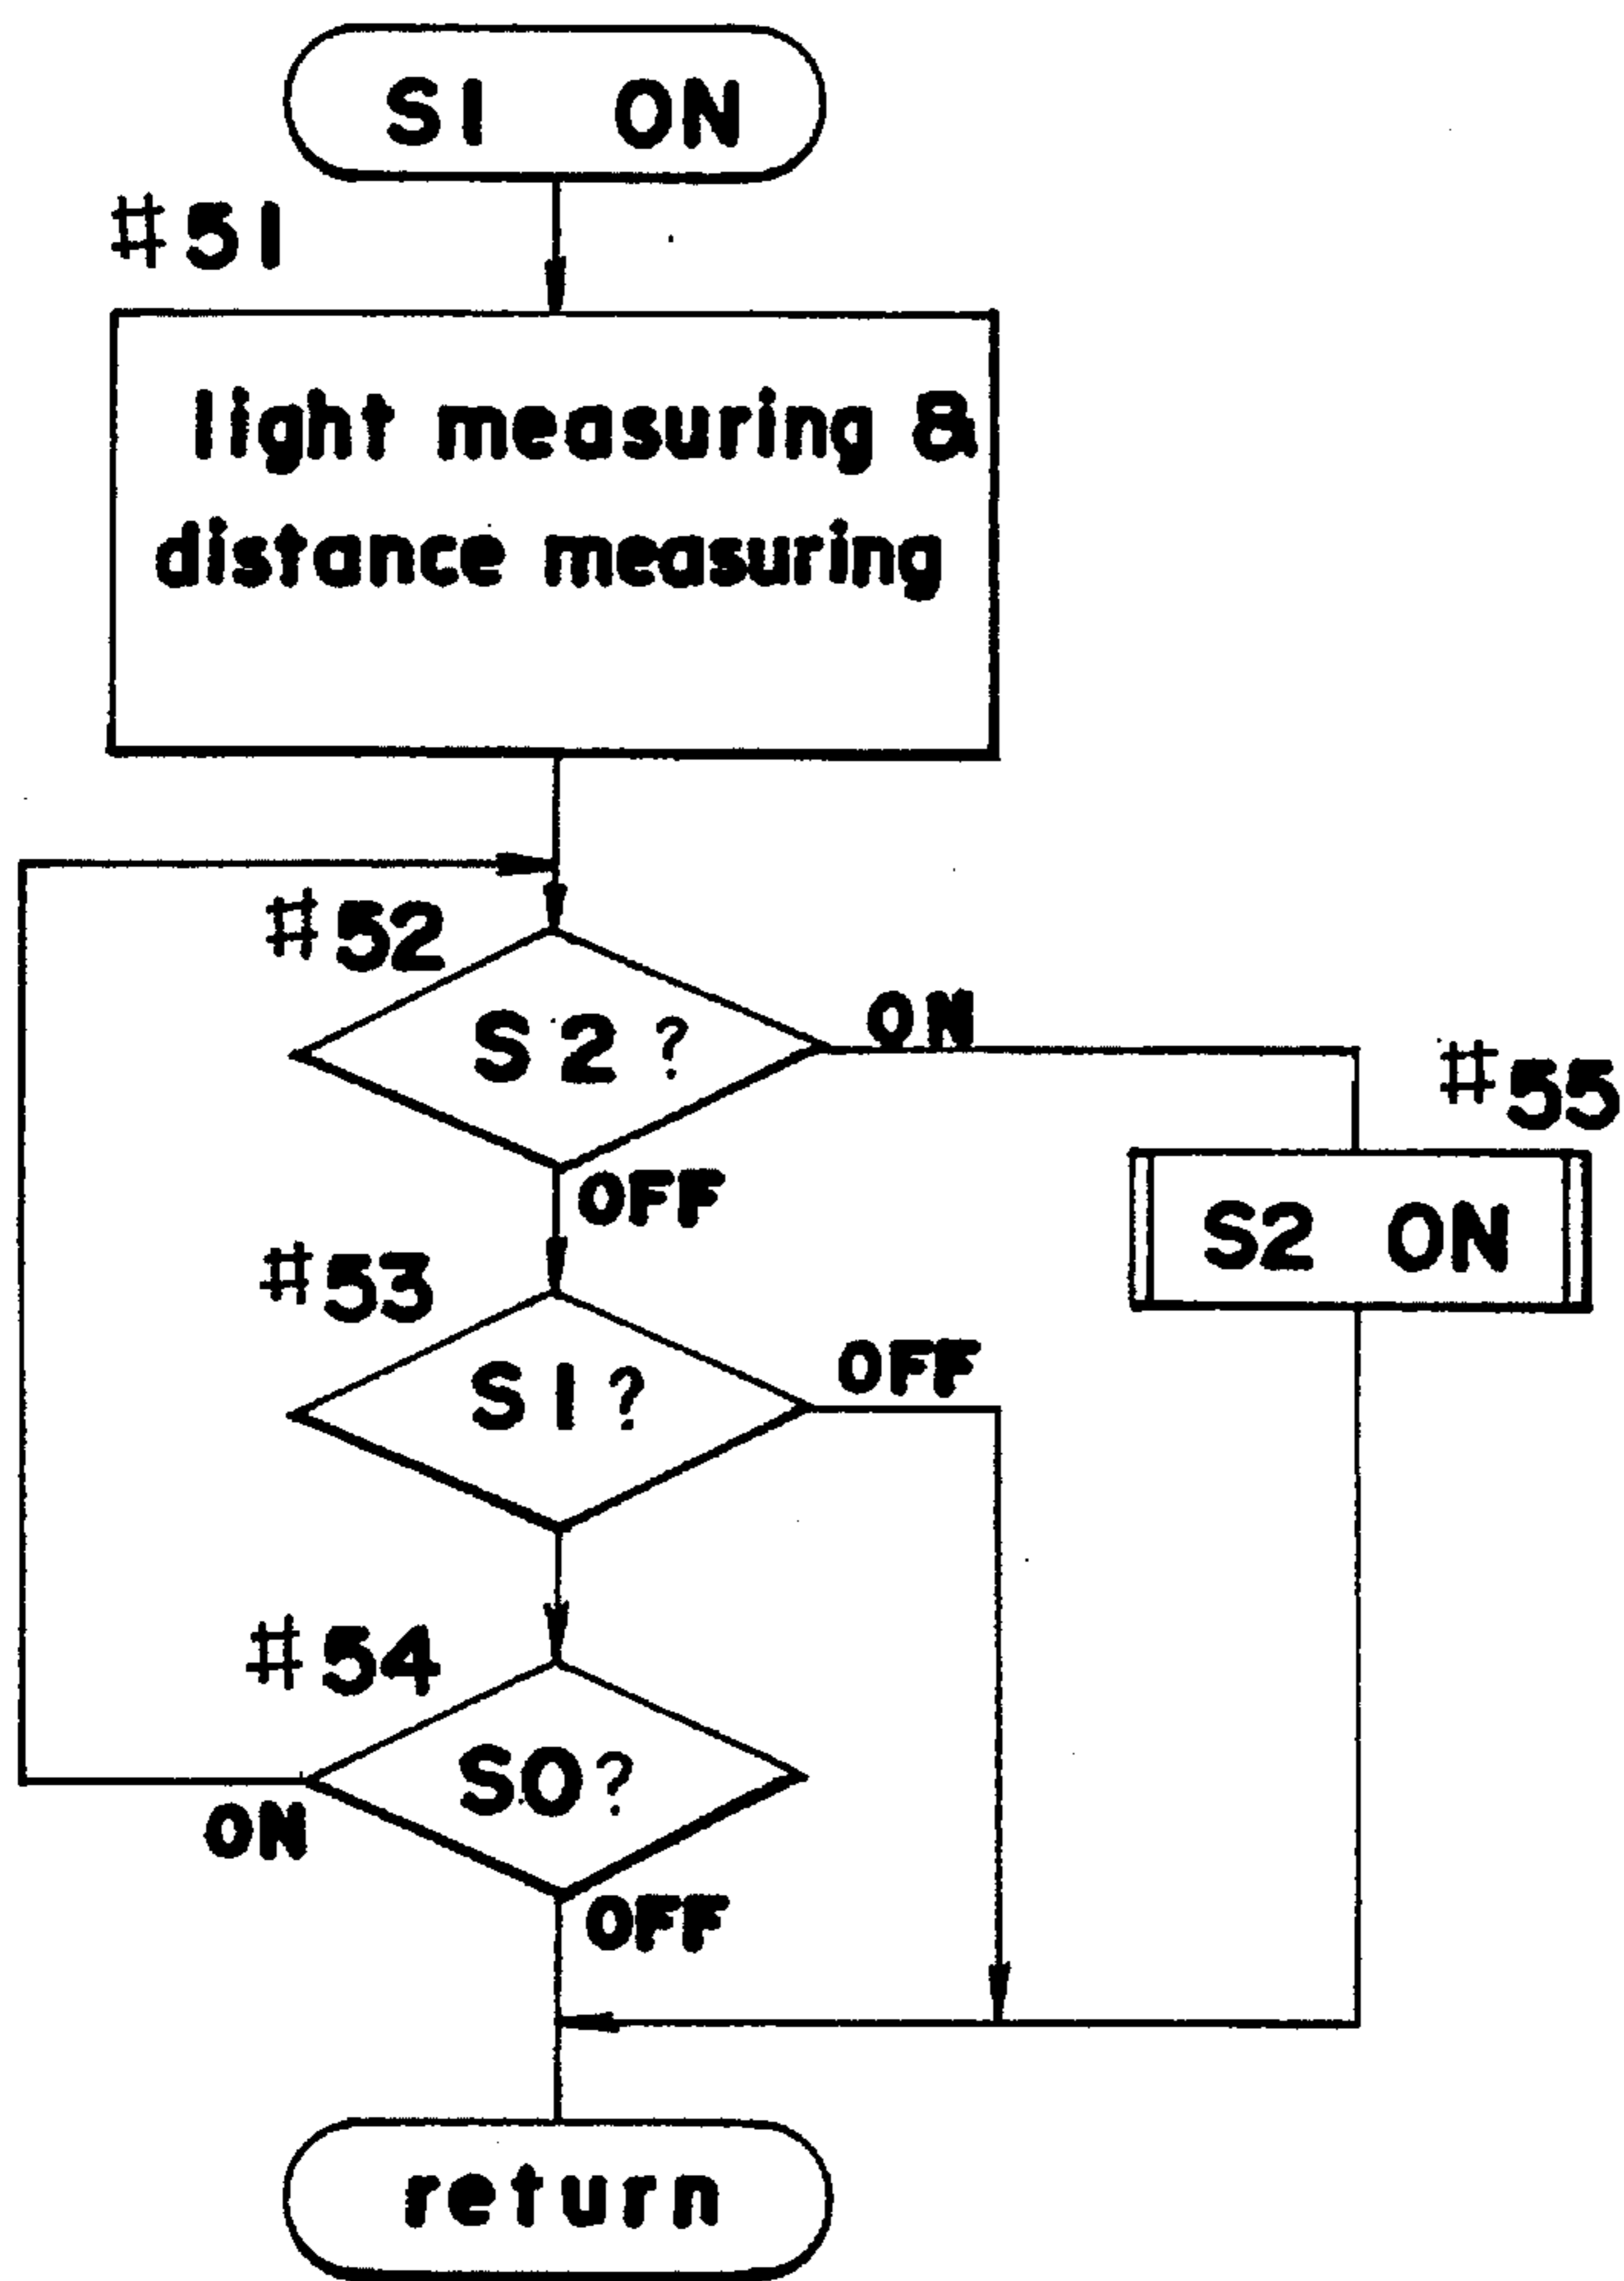 S1 ON
#51
light measuring &
distance measuring
#52
S2?
ON
#55
OFF
S2 ON
#53
S1?
OFF
#54
S0?
ON
OFF
return